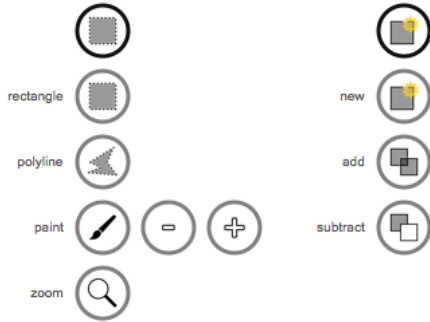 rectangle
new
polyline
add
paint
subtract
zoom